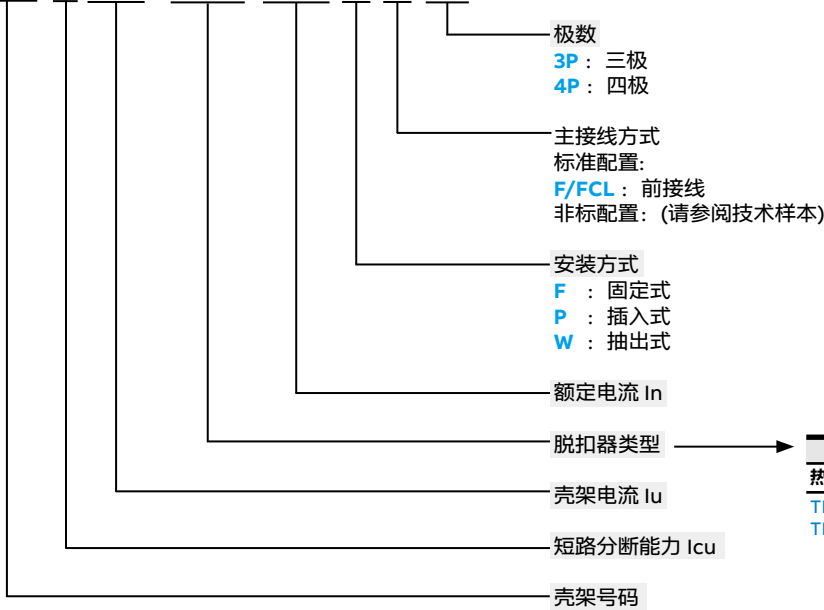 极数
3P： 三极
4P： 四极
主接线方式
标准配置:
F/FCL： 前接线
非标配置：(请参阅技术样本)
安装方式
F ：固定式
P ：插入式
W ：抽出式
额定电流 In
脱扣器类型
热
壳架电流 Iu
短路分断能力 Icu
壳架号码